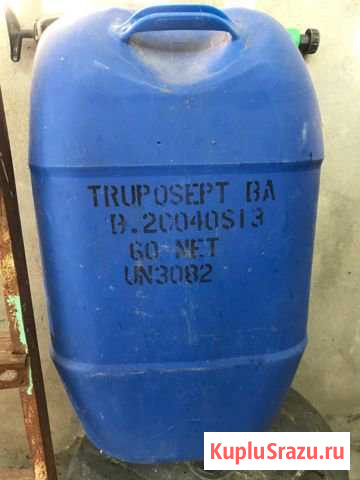 TRUPOSEPT BA
B.20040S13
60 NET
UN3082
KupluSrazu.ru